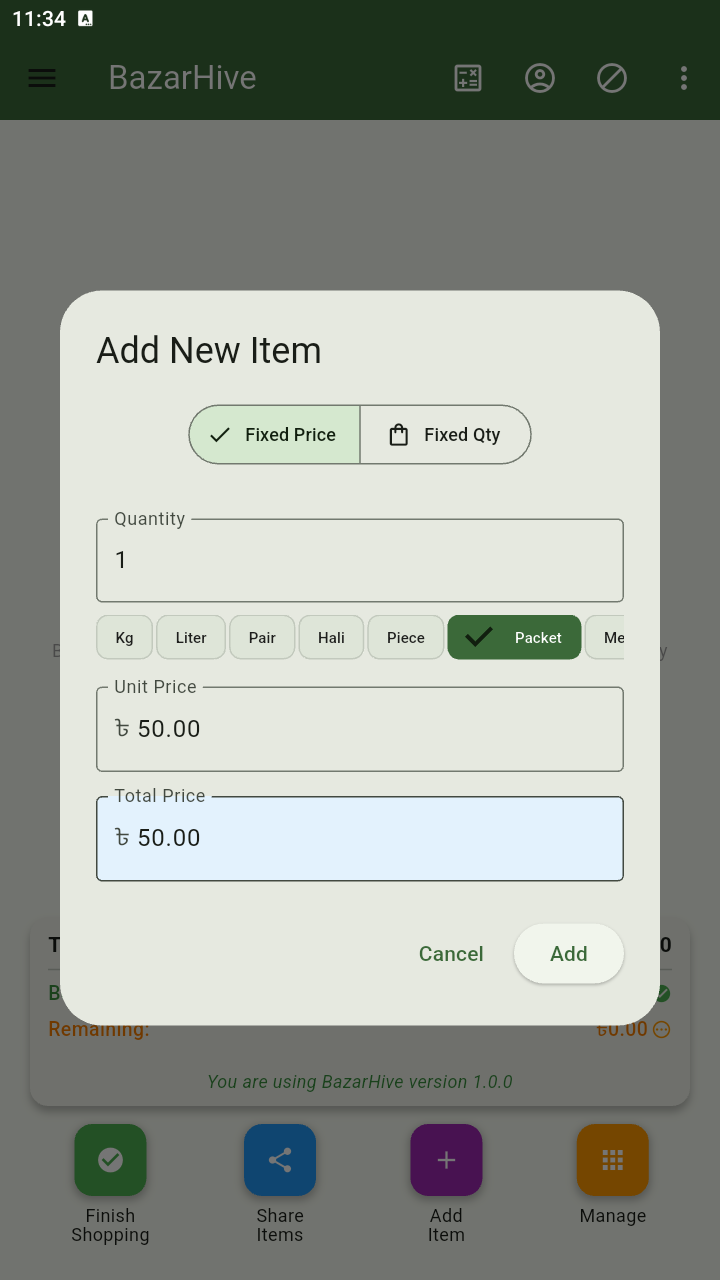 11:34
BazarHive
Add New Item
Fixed Price Fixed Qty
Quantity
1
Kg Liter Pair Hali Piece Packet Me
Unit Price
৳ 50.00
Total Price
৳ 50.00
Cancel Add
Remaining: ৳0.00
You are using BazarHive version 1.0.0
Finish Shopping
Share Items
Add Item
Manage